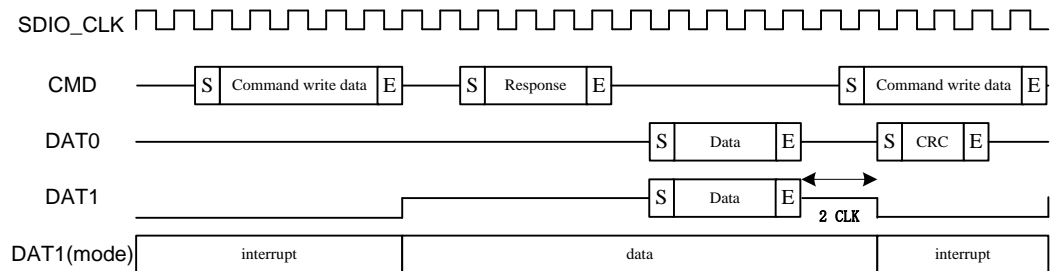 SDIO_CLK
CMD S Command write data E S Response E S Command write data E
DAT0 S Data E S CRC E
DAT1 S Data E
2 CLK
DAT1(mode) interrupt data interrupt